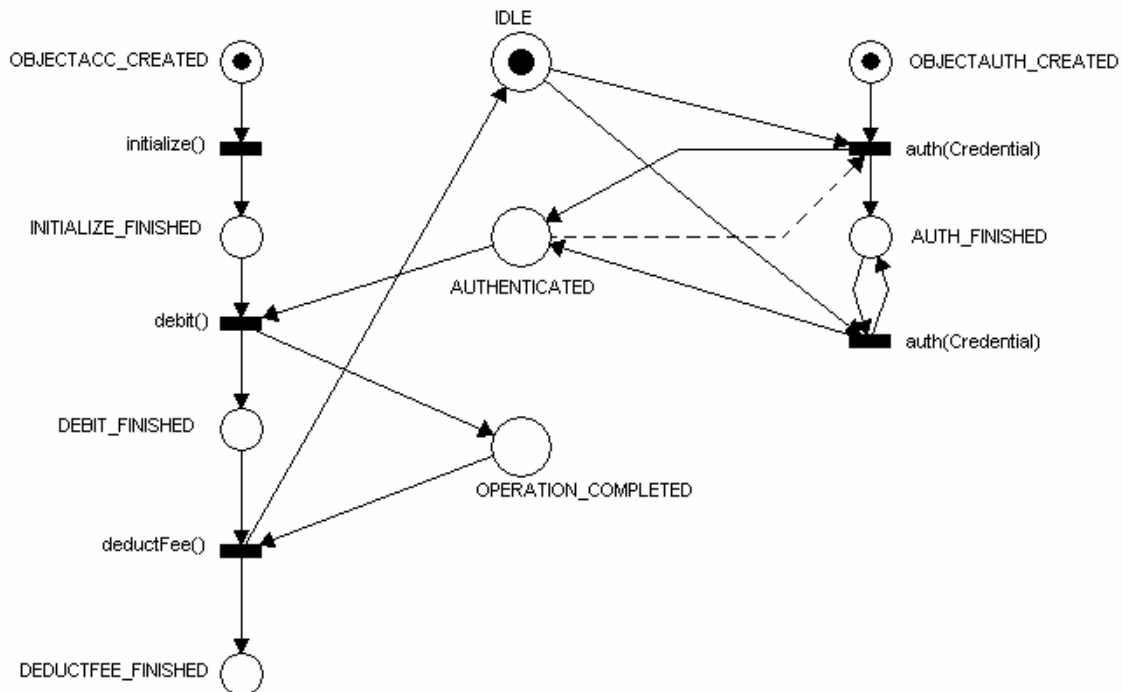 IDLE
OBJECTACC_CREATED
OBJECTAUTH_CREATED
initialize()
auth(Credential)
INITIALIZE_FINISHED
AUTH_FINISHED
AUTHENTICATED
debit()
auth(Credential)
DEBIT_FINISHED
OPERATION_COMPLETED
deductFee()
DEDUCTFEE_FINISHED